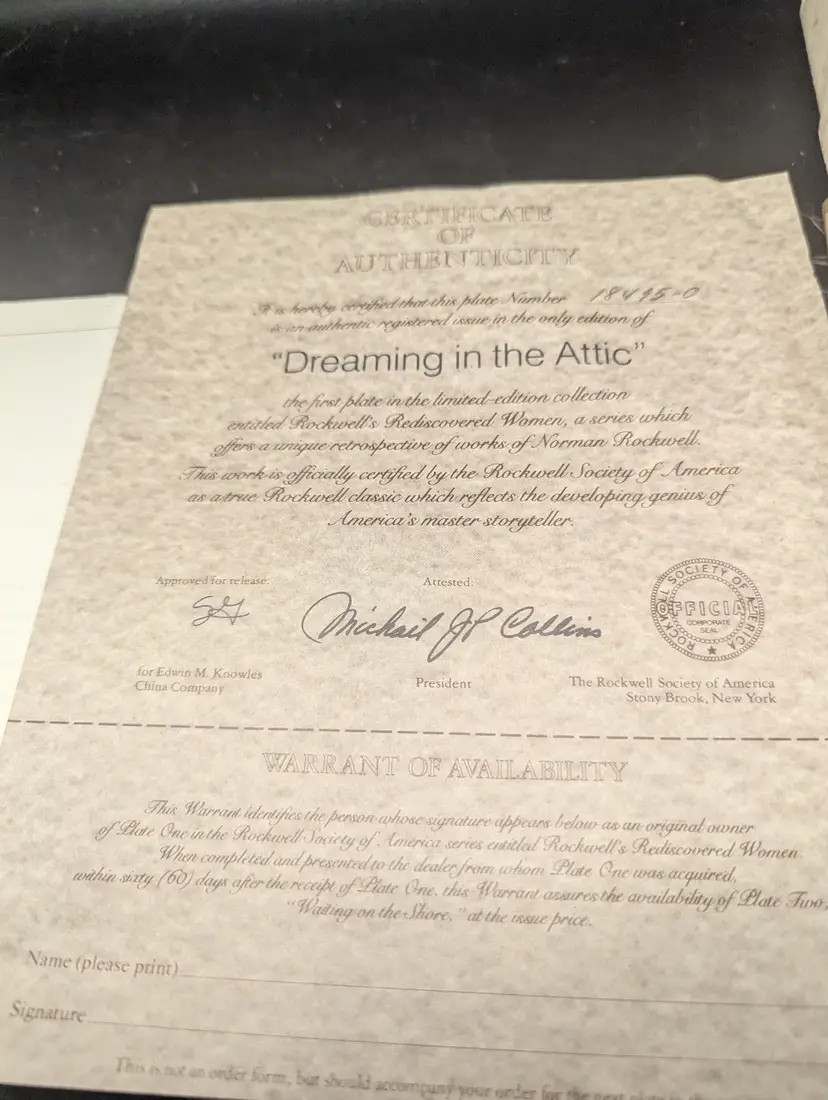 CERTIFICATE
OF
AUTHENTICITY
It is hereby certified that this plate Number 18495-0
is an authentic registered issue in the only edition of
"Dreaming in the Attic"
the first plate in the limited-edition collection
entitled Rockwell's Rediscovered Women, a series which
offers a unique retrospective of works of Norman Rockwell.
This work is officially certified by the Rockwell Society of America
as a true Rockwell classic which reflects the developing genius of
America's master storyteller.
Approved for release:
Attested:
Michail JP Collins
ROCKWELL SOCIETY OF AMERICA
OFFICIAL
CORPORATE
SEAL
for Edwin M. Knowles
China Company
President
The Rockwell Society of America
Stony Brook, New York
WARRANT OF AVAILABILITY
This Warrant identifies the person whose signature appears below as an original owner
of Plate One in the Rockwell Society of America series entitled Rockwell's Rediscovered Women.
When completed and presented to the dealer from whom Plate One was acquired,
within sixty (60) days after the receipt of Plate One, this Warrant assures the availability of Plate Two,
"Waiting on the Shore," at the issue price.
Name (please print)
Signature
This is not an order form, but should accompany your order for the next